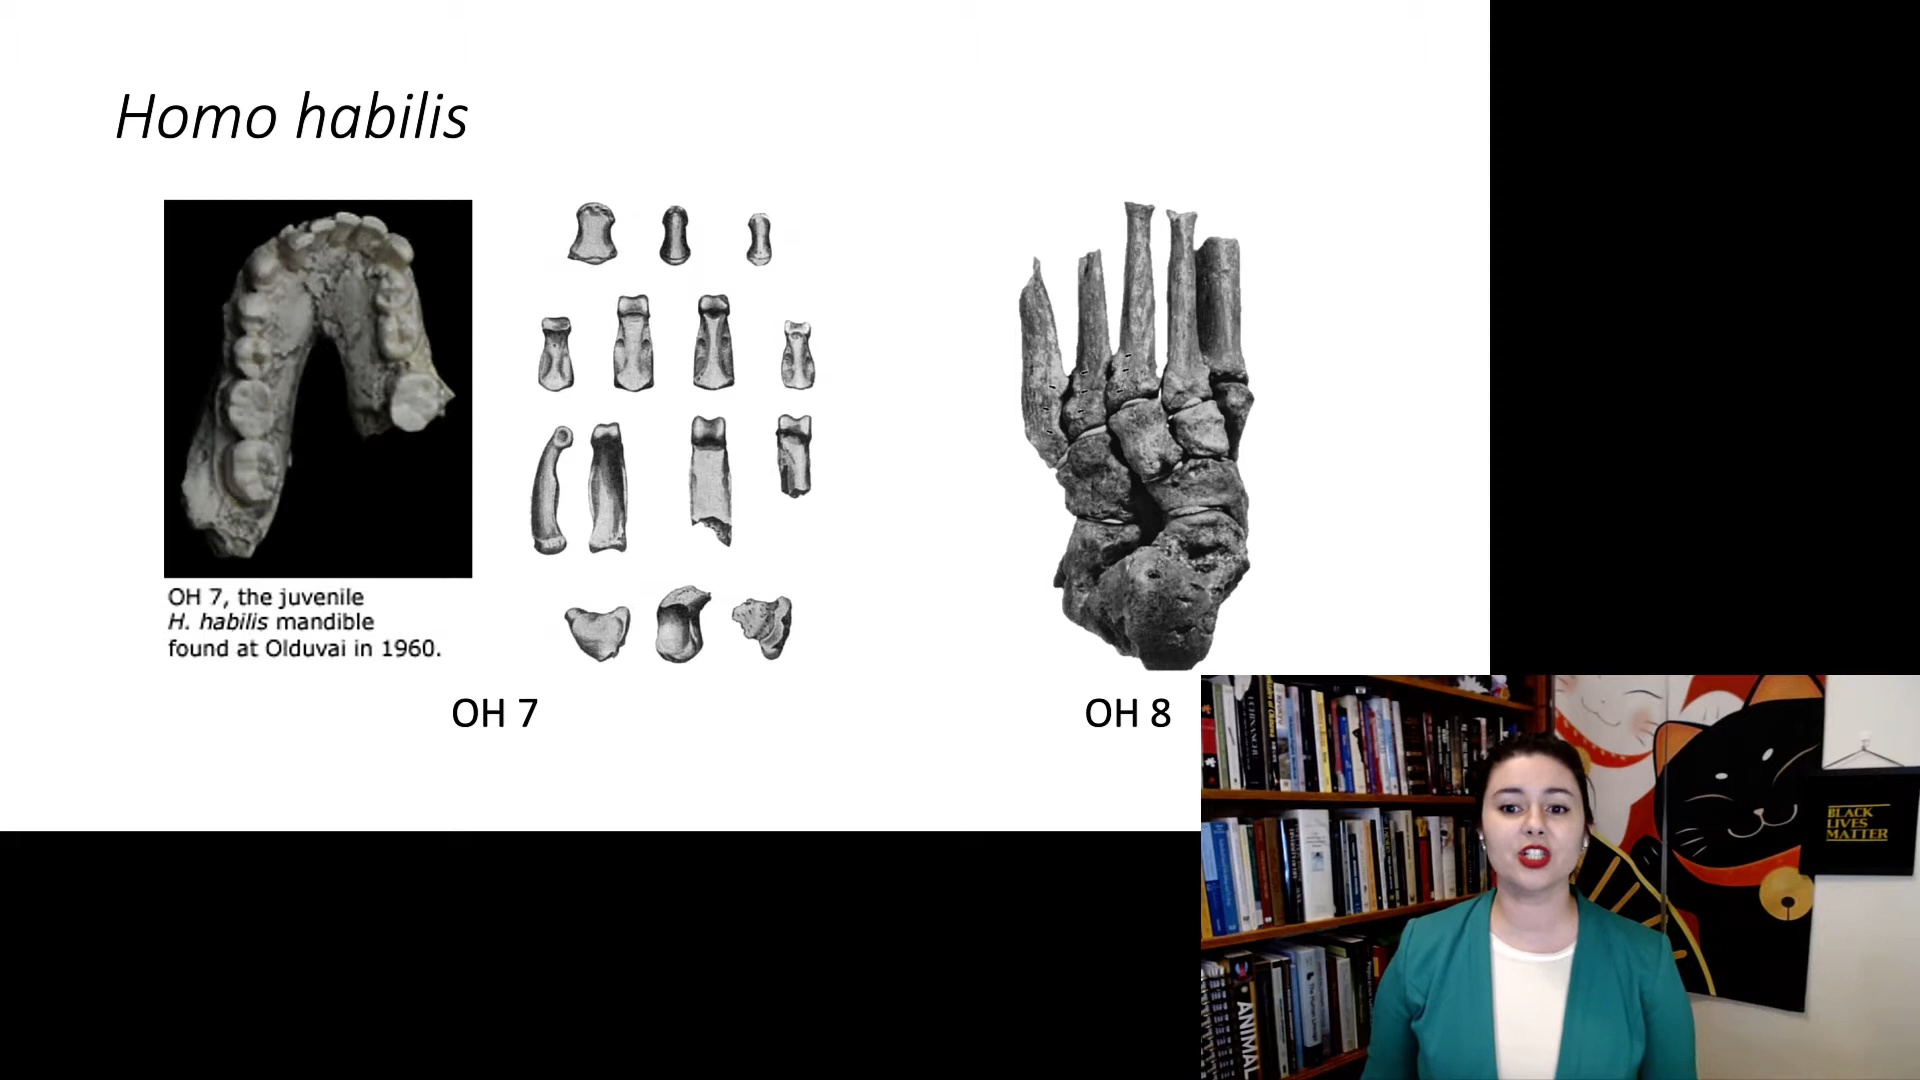 Homo habilis
OH 7, the juvenile
H. habilis mandible
found at Olduvai in 1960.
OH 7
OH 8
BLACK
LIVES
MATTER
ANIMAL